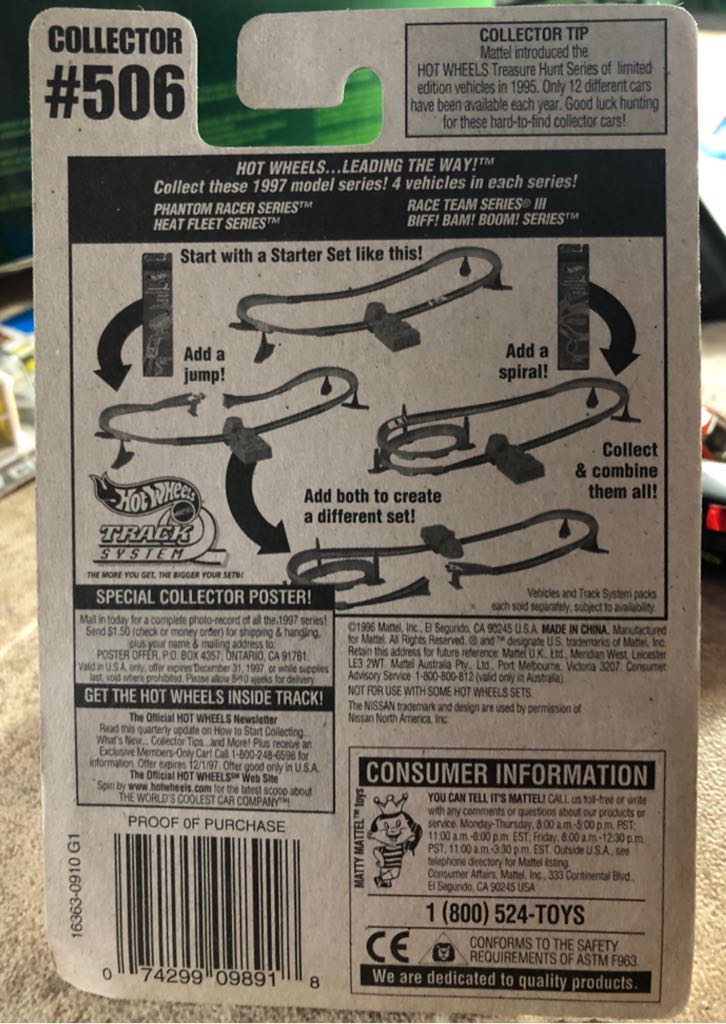 COLLECTOR
#506
COLLECTOR TIP
Mattel introduced the
HOT WHEELS Treasure Hunt Series of limited
edition vehicles in 1995. Only 12 different cars
have been available each year. Good luck hunting
for these hard-to-find collector cars!
HOT WHEELS...LEADING THE WAY!™
Collect these 1997 model series! 4 vehicles in each series!
PHANTOM RACER SERIES™
HEAT FLEET SERIES™
RACE TEAM SERIES® III
BIFF! BAM! BOOM! SERIES™
Start with a Starter Set like this!
Add a
jump!
Add a
spiral!
Collect
& combine
them all!
Add both to create
a different set!
HOT WHEELS
TRACK
SYSTEM
THE MORE YOU GET, THE BIGGER YOUR SETS!
Vehicles and Track System packs
each sold separately, subject to availability.
SPECIAL COLLECTOR POSTER!
Mail in today for a complete photo-record of all the 1997 series!
Send $1.50 (check or money order) for shipping & handling,
plus your name & mailing address to:
POSTER OFFER, P.O. BOX 4357, ONTARIO, CA 91761.
Valid in U.S.A. only, offer expires December 31, 1997, or while supplies
last, void where prohibited. Please allow 8-10 weeks for delivery.
GET THE HOT WHEELS INSIDE TRACK!
The Official HOT WHEELS Newsletter
Read this quarterly update on How to Start Collecting...
What's New... Collector Tips...and More! Plus receive an
Exclusive Members-Only Car! Call 1-800-248-6598 for
information. Offer expires 12/1/97. Offer good only in U.S.A.
The Official HOT WHEELS℠ Web Site
Spin by www.hotwheels.com for the latest scoop about
THE WORLD'S COOLEST CAR COMPANY™!
©1996 Mattel, Inc., El Segundo, CA 90245 U.S.A. MADE IN CHINA. Manufactured
for Mattel. All Rights Reserved. ® and ™ designate U.S. trademarks of Mattel, Inc.
Retain this address for future reference: Mattel U.K. Ltd., Meridian West, Leicester
LE3 2WT. Mattel Australia Pty., Ltd., Port Melbourne, Victoria 3207. Consumer
Advisory Service 1-800-800-812 (valid only in Australia).
NOT FOR USE WITH SOME HOT WHEELS SETS.
The NISSAN trademark and design are used by permission of
Nissan North America, Inc.
CONSUMER INFORMATION
MATTY MATTEL™ toys
YOU CAN TELL IT'S MATTEL! CALL us toll-free or write
with any comments or questions about our products or
service. Monday-Thursday, 8:00 a.m.-5:00 p.m. PST;
11:00 a.m.-8:00 p.m. EST; Friday, 8:00 a.m.-12:30 p.m.
PST, 11:00 a.m.-3:30 p.m. EST. Outside U.S.A., see
telephone directory for Mattel listing.
Consumer Affairs, Mattel, Inc., 333 Continental Blvd.,
El Segundo, CA 90245 USA
1 (800) 524-TOYS
CE
CONFORMS TO THE SAFETY
REQUIREMENTS OF ASTM F963.
We are dedicated to quality products.
16363-0910 G1
PROOF OF PURCHASE
0 74299 09891 8